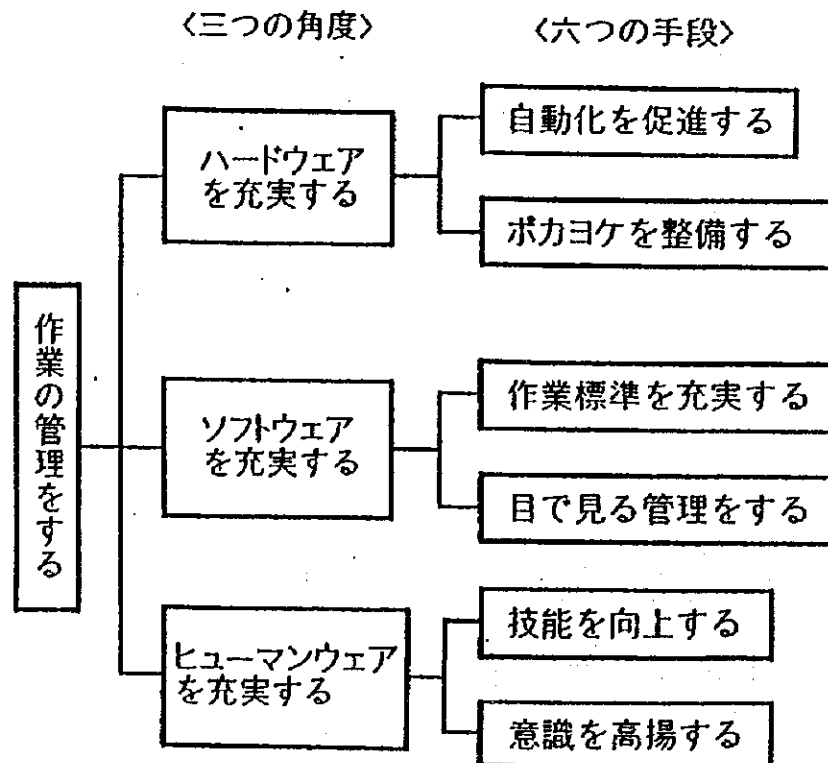 〈三つの角度〉
〈六つの手段〉
作業の管理をする
ハードウェア
を充実する
自動化を促進する
ポカヨケを整備する
ソフトウェア
を充実する
作業標準を充実する
目で見る管理をする
ヒューマンウェア
を充実する
技能を向上する
意識を高揚する